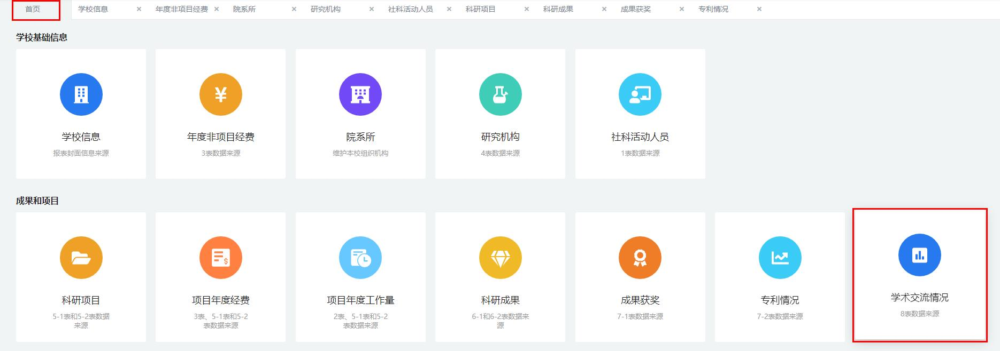 首页 学校信息 年度非项目经费 院系所 研究机构 社科活动人员 科研项目 科研成果 成果获奖 专利情况
学校基础信息
学校信息
报表封面信息来源
年度非项目经费
3表数据来源
院系所
维护本校组织机构
研究机构
4表数据来源
社科活动人员
1表数据来源
成果和项目
科研项目
5-1表和5-2表数据
来源
项目年度经费
3表、5-1表和5-2
表数据来源
项目年度工作量
2表、5-1表和5-2
表数据来源
科研成果
6-1和6-2表数据来
源
成果获奖
7-1表数据来源
专利情况
7-2表数据来源
学术交流情况
8表数据来源